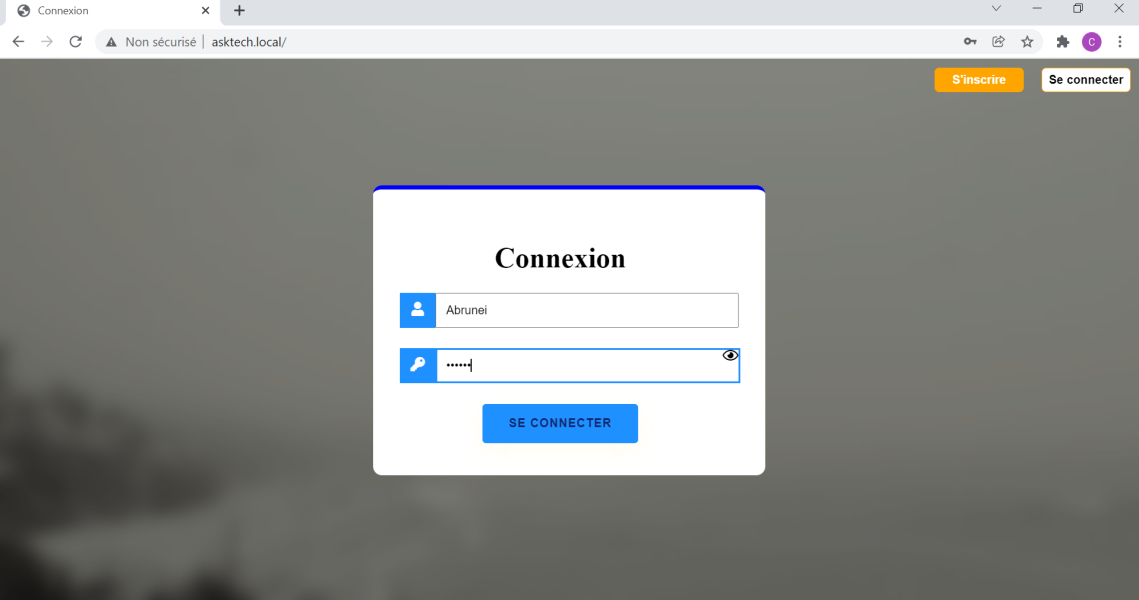 Connexion
Non sécurisé | asktech.local/
C
S'inscrire
Se connecter
Connexion
Abrunei
••••••
SE CONNECTER